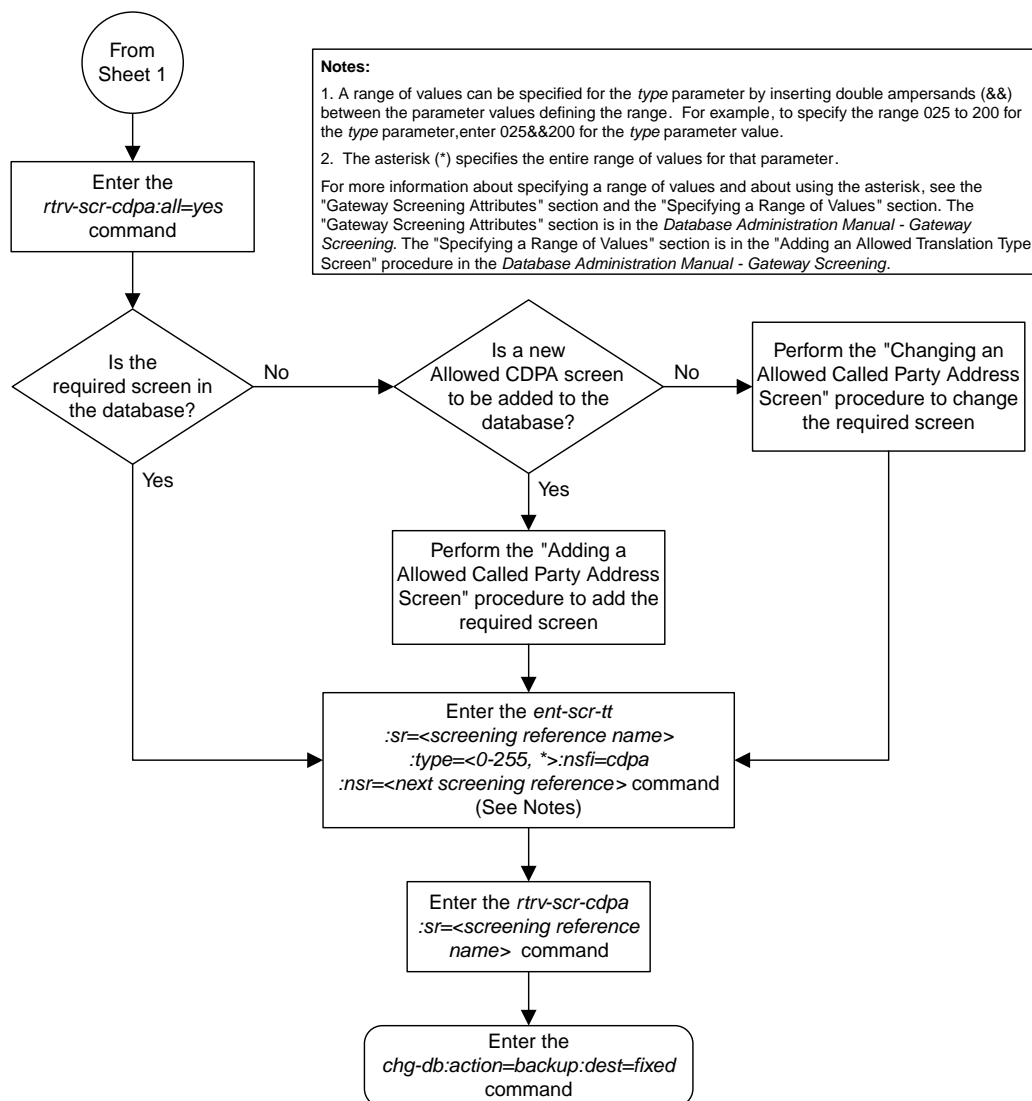 From
Sheet 1
Notes:
1. A range of values can be specified for the type parameter by inserting double ampersands (&&)
between the parameter values defining the range. For example, to specify the range 025 to 200 for
the type parameter,enter 025&&200 for the type parameter value.
2. The asterisk (*) specifies the entire range of values for that parameter.
For more information about specifying a range of values and about using the asterisk, see the
"Gateway Screening Attributes" section and the "Specifying a Range of Values" section. The
"Gateway Screening Attributes" section is in the Database Administration Manual - Gateway
Screening. The "Specifying a Range of Values" section is in the "Adding an Allowed Translation Type
Screen" procedure in the Database Administration Manual - Gateway Screening.
Enter the
rtrv-scr-cdpa:all=yes
command
Is the
required screen in
the database?
No
Yes
Is a new
Allowed CDPA screen
to be added to the
database?
No
Yes
Perform the "Changing an
Allowed Called Party Address
Screen" procedure to change
the required screen
Perform the "Adding a
Allowed Called Party Address
Screen" procedure to add the
required screen
Enter the ent-scr-tt
:sr=<screening reference name>
:type=<0-255, *>:nsfi=cdpa
:nsr=<next screening reference> command
(See Notes)
Enter the rtrv-scr-cdpa
:sr=<screening reference
name> command
Enter the
chg-db:action=backup:dest=fixed
command